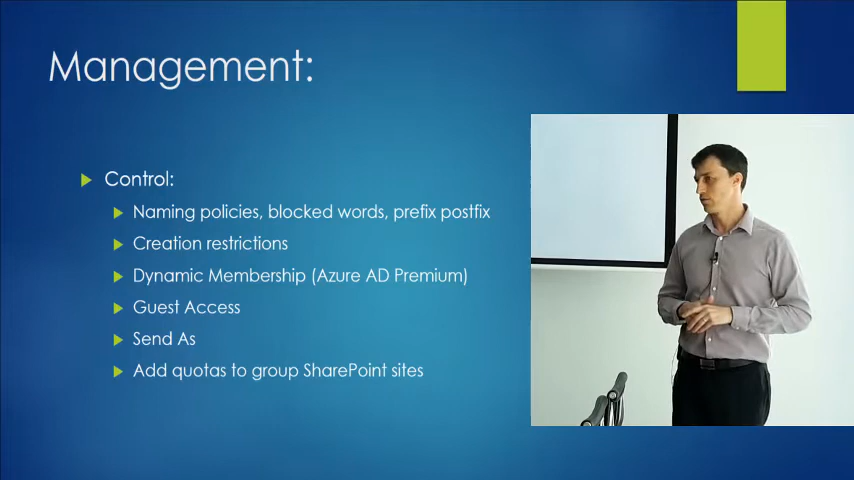 Management:
Control:
Naming policies, blocked words, prefix postfix
Creation restrictions
Dynamic Membership (Azure AD Premium)
Guest Access
Send As
Add quotas to group SharePoint sites